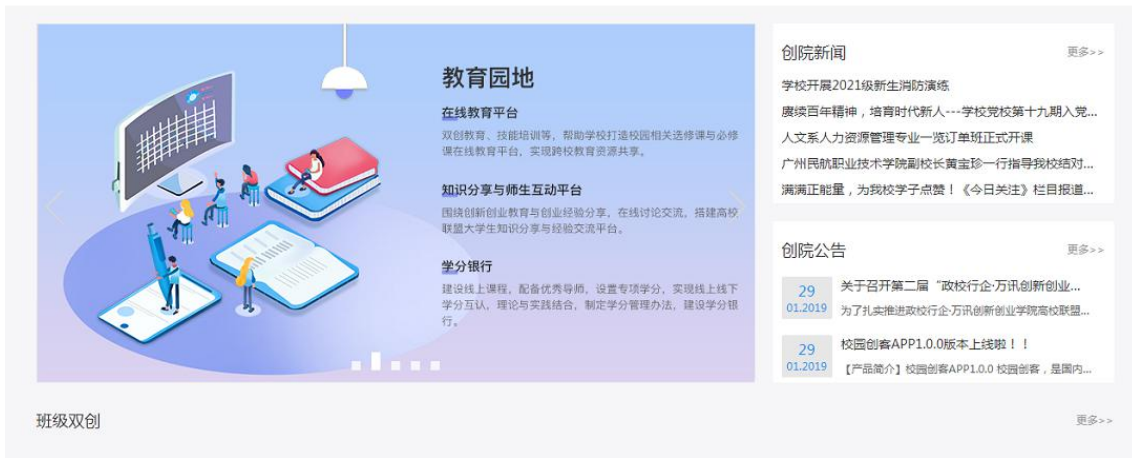 教育园地
在线教育平台
双创教育、技能培训等，帮助学校打造校园相关选修课与必修
课在线教育平台，实现跨校教育资源共享。
知识分享与师生互动平台
围绕创新创业教育与创业经验分享，在线讨论交流，搭建高校
联盟大学生知识分享与经验交流平台。
学分银行
建设线上课程，配备优秀导师，设置专项学分，实现线上线下
学分互认，理论与实践结合，制定学分管理办法，建设学分银
行。
创院新闻
更多>>
学校开展2021级新生消防演练
赓续百年精神，培育时代新人---学校党校第十九期入党...
人文系人力资源管理专业一览订单班正式开课
广州民航职业技术学院副校长黄宝珍一行指导我校结对...
满满正能量，为我校学子点赞！《今日关注》栏目报道...
创院公告
更多>>
29
01.2019
关于召开第二届“政校行企·万讯创新创业...
为了扎实推进政校行企·万讯创新创业学院高校联盟...
29
01.2019
校园创客APP1.0.0版本上线啦！！
【产品简介】校园创客APP1.0.0 校园创客，是国内...
班级双创
更多>>